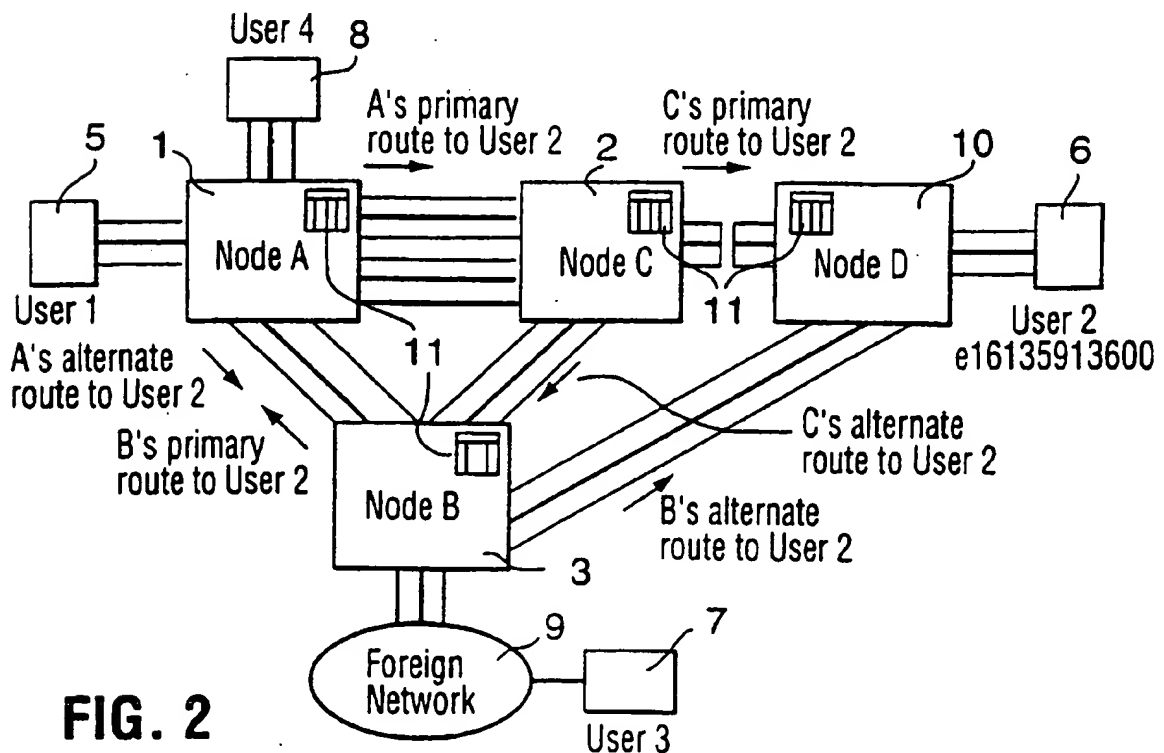 User 4
8
A's primary
route to User 2
C's primary
route to User 2
5
1
2
10
6
Node A
Node C
Node D
User 1
11
11
User 2
e16135913600
A's alternate
route to User 2
B's primary
route to User 2
C's alternate
route to User 2
Node B
B's alternate
route to User 2
3
9
7
Foreign
Network
User 3
FIG. 2